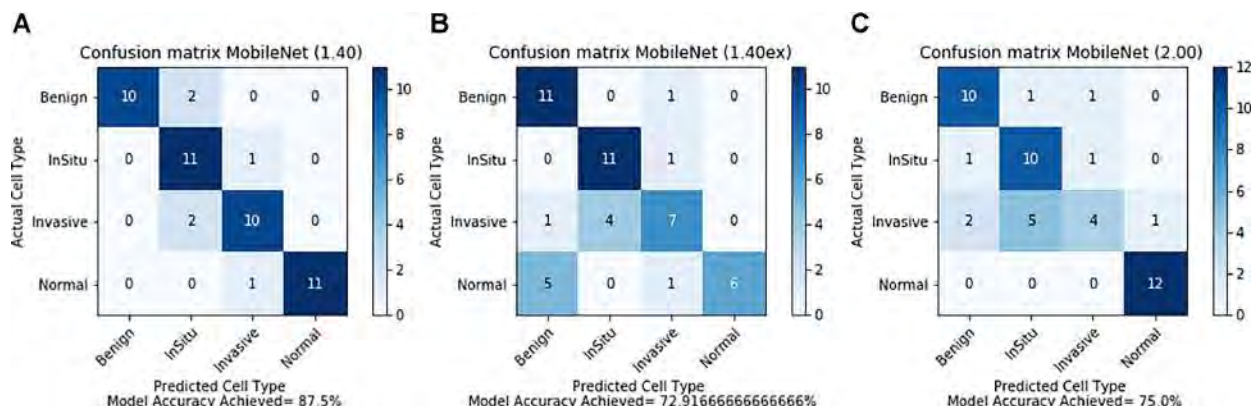 A
Confusion matrix MobileNet (1.40)
Actual Cell Type
Benign 10 2 0 0
InSitu 0 11 1 0
Invasive 0 2 10 0
Normal 0 0 1 11
Benign InSitu Invasive Normal
Predicted Cell Type
Model Accuracy Achieved= 87.5%
10
8
6
4
2
0
B
Confusion matrix MobileNet (1.40ex)
Actual Cell Type
Benign 11 0 1 0
InSitu 0 11 1 0
Invasive 1 4 7 0
Normal 5 0 1 6
Benign InSitu Invasive Normal
Predicted Cell Type
Model Accuracy Achieved= 72.91666666666666%
10
8
6
4
2
0
C
Confusion matrix MobileNet (2.00)
Actual Cell Type
Benign 10 1 1 0
InSitu 1 10 1 0
Invasive 2 5 4 1
Normal 0 0 0 12
Benign InSitu Invasive Normal
Predicted Cell Type
Model Accuracy Achieved= 75.0%
12
10
8
6
4
2
0